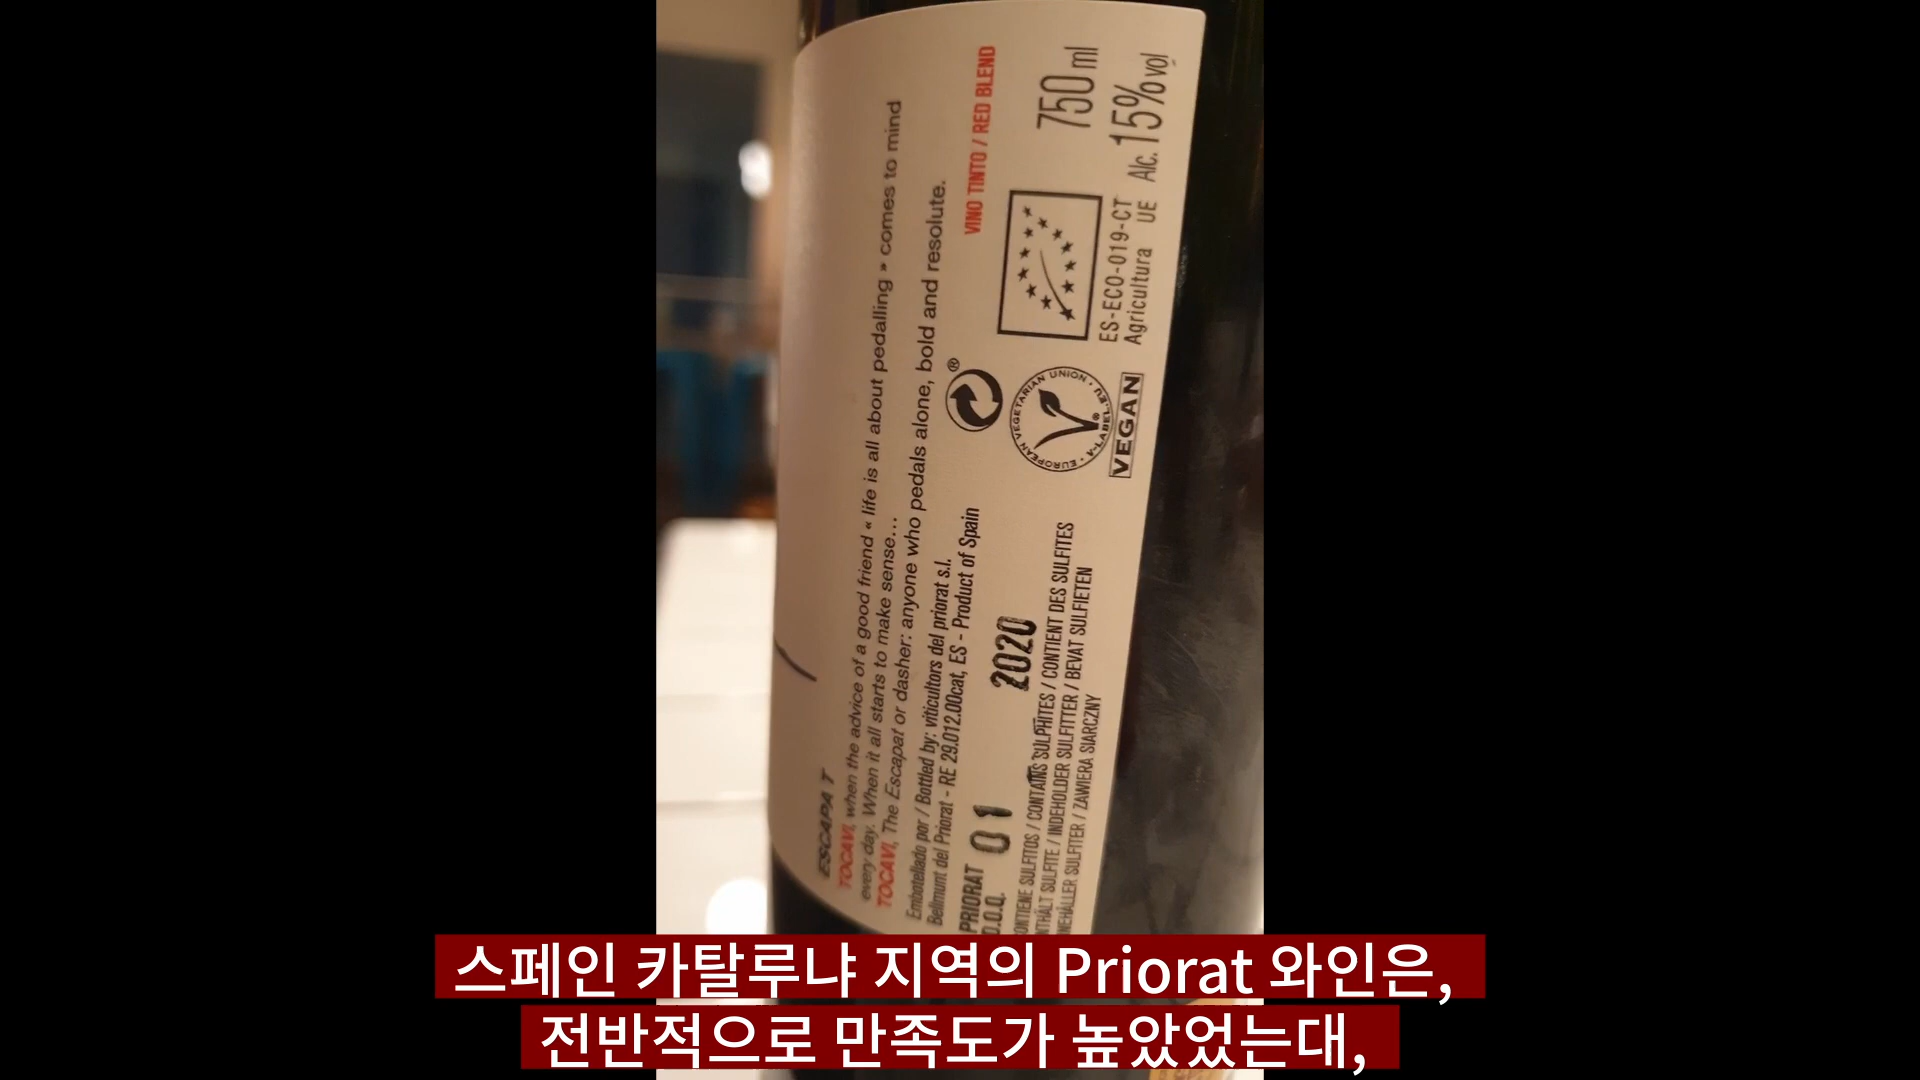 ESCAPAT
TOCAVI, when the advice of a good friend « life is all about pedalling » comes to mind
every day. When it all starts to make sense...
TOCAVI, The Escapat or dasher: anyone who pedals alone, bold and resolute.
Embotellado por / Bottled by: viticultors del priorat s.l.
Bellmunt del Priorat - RE 29.012.00cat, ES - Product of Spain
VINO TINTO / RED BLEND
PRIORAT
D.O.Q.
01
2020
CONTIENE SULFITOS / CONTAINS SULPHITES / CONTIENT DES SULFITES
ENTHÄLT SULFITE / INDEHOLDER SULFITTER / BEVAT SULFIETEN
INEHÅLLER SULFITER / ZAWIERA SIARCZNY
EUROPEAN VEGETARIAN UNION
V-LABEL.EU
VEGAN
ES-ECO-019-CT
Agricultura UE
750 ml
Alc. 15% vol
스페인 카탈루냐 지역의 Priorat 와인은,
전반적으로 만족도가 높았었는대,